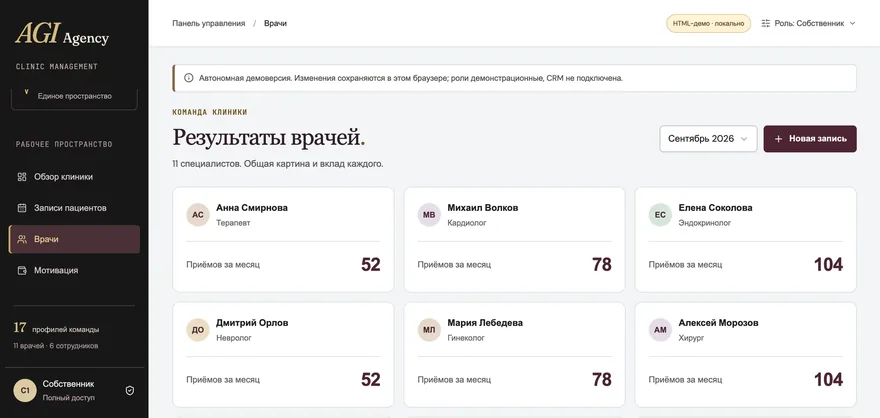 AGI Agency
CLINIC MANAGEMENT
Единое пространство
РАБОЧЕЕ ПРОСТРАНСТВО
Обзор клиники
Записи пациентов
Врачи
Мотивация
17 профилей команды
11 врачей · 6 сотрудников
С1
Собственник
Полный доступ
Панель управления / Врачи
HTML-демо · локально
Роль: Собственник
Автономная демоверсия. Изменения сохраняются в этом браузере; роли демонстрационные, CRM не подключена.
КОМАНДА КЛИНИКИ
Результаты врачей.
11 специалистов. Общая картина и вклад каждого.
Сентябрь 2026
+ Новая запись
АС
Анна Смирнова
Терапевт
Приёмов за месяц 52
МВ
Михаил Волков
Кардиолог
Приёмов за месяц 78
ЕС
Елена Соколова
Эндокринолог
Приёмов за месяц 104
ДО
Дмитрий Орлов
Невролог
Приёмов за месяц 52
МЛ
Мария Лебедева
Гинеколог
Приёмов за месяц 78
АМ
Алексей Морозов
Хирург
Приёмов за месяц 104